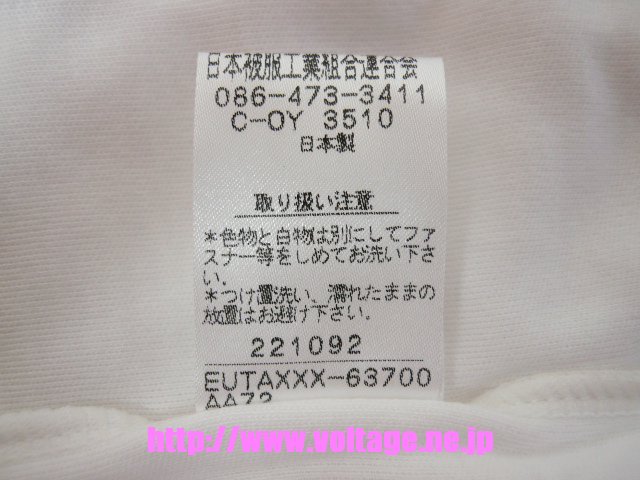 日本被服工業組合連合会
086-473-3411
C-OY 3510
日本製
取り扱い注意
*色物と白物は別にしてファ
スナー等をしめてお洗い下さ
い.
*つけ置洗い、濡れたままの
放置はお避け下さい.
221092
EUTAXXX-63700
AA72
http://www.voltage.ne.jp